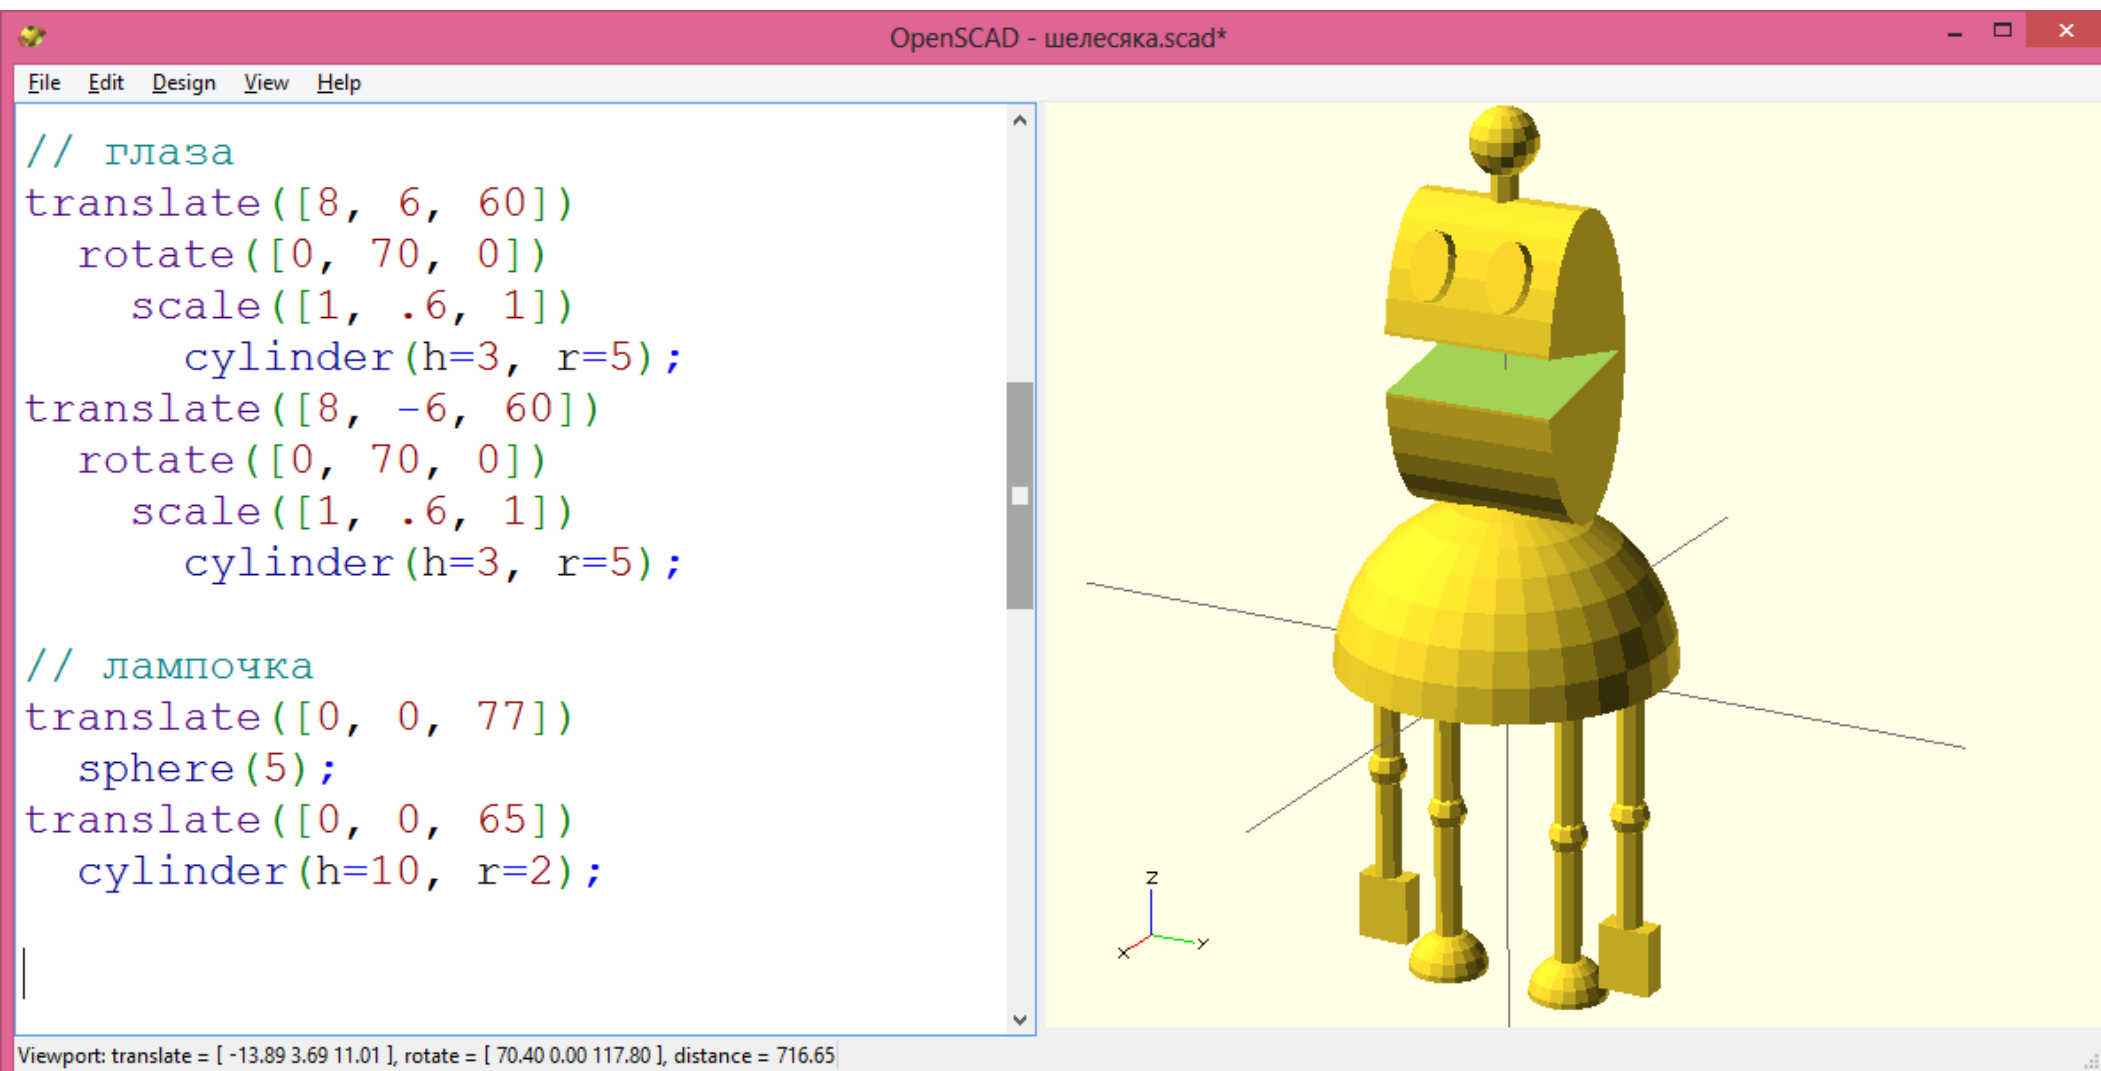 OpenSCAD - шелесяка.scad*
File Edit Design View Help
// глаза
translate([8, 6, 60])
  rotate([0, 70, 0])
    scale([1, .6, 1])
      cylinder(h=3, r=5);
translate([8, -6, 60])
  rotate([0, 70, 0])
    scale([1, .6, 1])
      cylinder(h=3, r=5);
// лампочка
translate([0, 0, 77])
  sphere(5);
translate([0, 0, 65])
  cylinder(h=10, r=2);
z
x
y
Viewport: translate = [ -13.89 3.69 11.01 ], rotate = [ 70.40 0.00 117.80 ], distance = 716.65